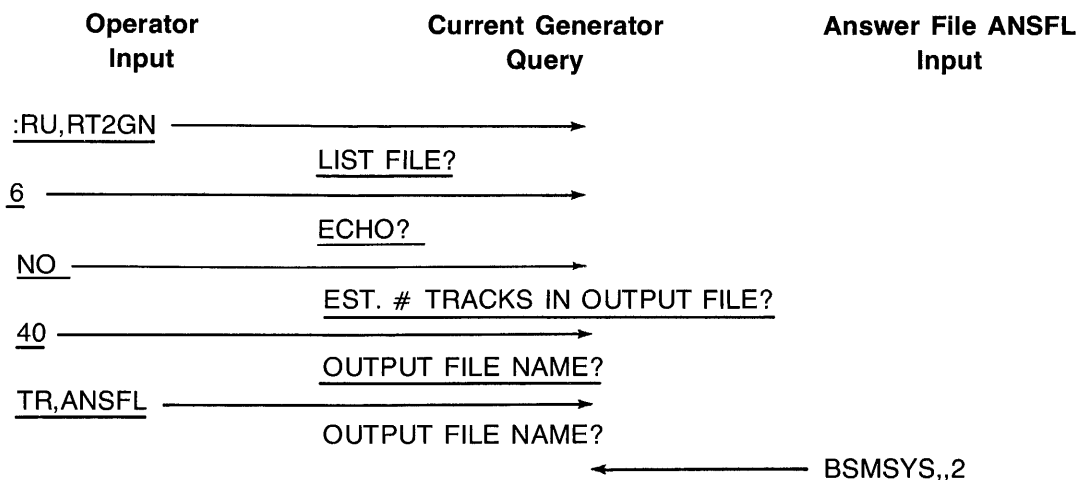 Operator Input
Current Generator Query
Answer File ANSFL Input
:RU,RT2GN
LIST FILE?
6
ECHO?
NO
EST. # TRACKS IN OUTPUT FILE?
40
OUTPUT FILE NAME?
TR,ANSFL
OUTPUT FILE NAME?
BSMSYS,,2